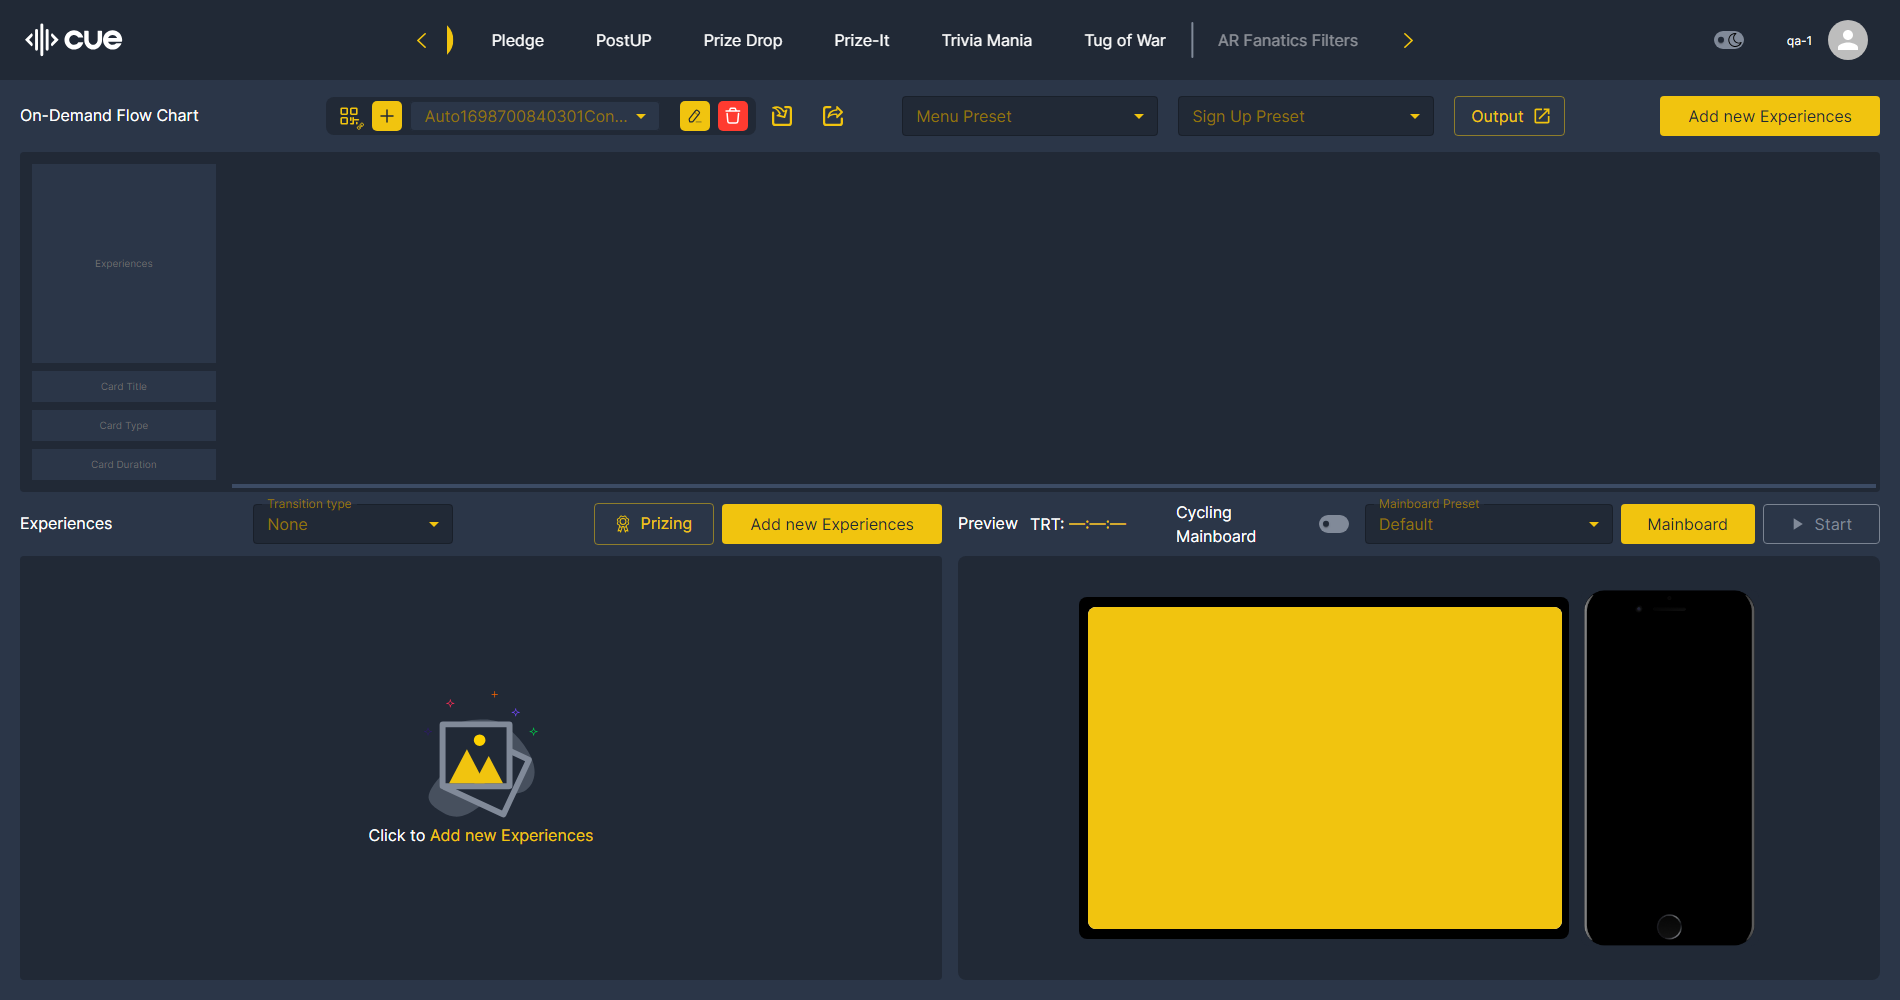 cue
Pledge
PostUP
Prize Drop
Prize-It
Trivia Mania
Tug of War
AR Fanatics Filters
qa-1
On-Demand Flow Chart
Auto1698700840301Con...
Menu Preset
Sign Up Preset
Output
Add new Experiences
Experiences
Card Title
Card Type
Card Duration
Experiences
Transition type
None
Prizing
Add new Experiences
Preview
TRT: —:—:—
Cycling
Mainboard
Mainboard Preset
Default
Mainboard
Start
Click to Add new Experiences